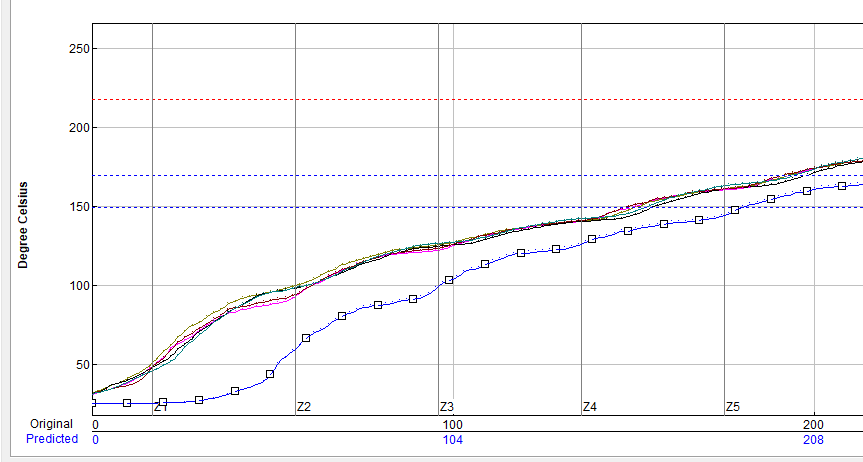 250
200
150
100
50
Degree Celsius
Z1 Z2 Z3 Z4 Z5
Original 0 100 200
Predicted 0 104 208